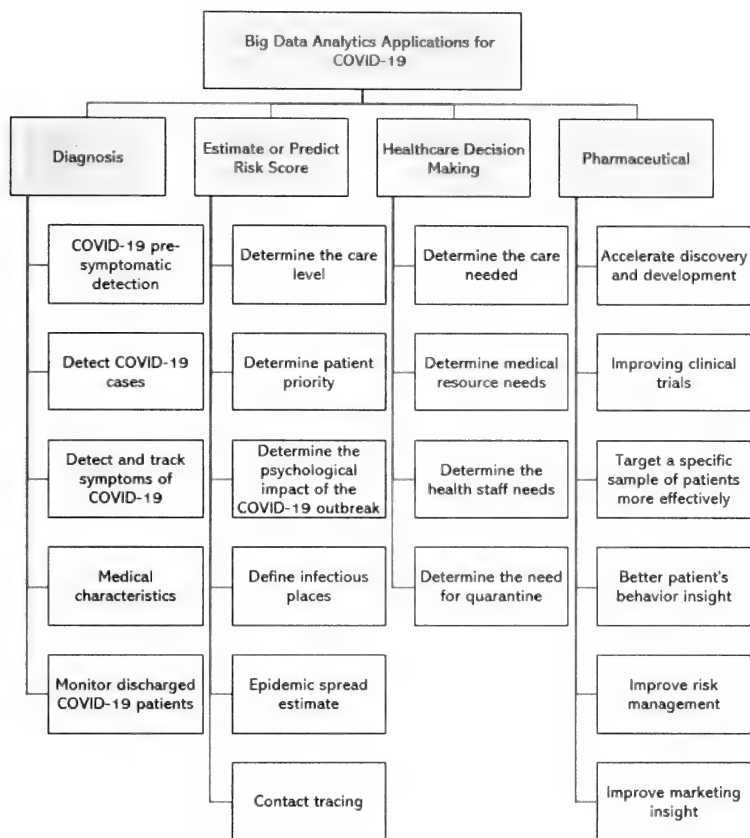 Big Data Analytics Applications for
COVID-19
Diagnosis
Estimate or Predict
Risk Score
Healthcare Decision
Making
Pharmaceutical
COVID-19 pre-
symptomatic
detection
Detect COVID-19
cases
Detect and track
symptoms of
COVID-19
Medical
characteristics
Monitor discharged
COVID-19 patients
Determine the care
level
Determine patient
priority
Determine the
psychological
impact of the
COVID-19 outbreak
Define infectious
places
Epidemic spread
estimate
Contact tracing
Determine the care
needed
Determine medical
resource needs
Determine the
health staff needs
Determine the need
for quarantine
Accelerate discovery
and development
Improving clinical
trials
Target a specific
sample of patients
more effectively
Better patient's
behavior insight
Improve risk
management
Improve marketing
insight